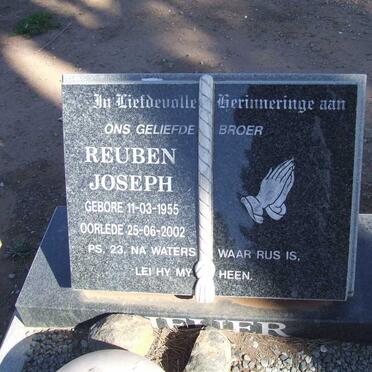 In Liefdevolle Herinneringe aan
ONS GELIEFDE BROER
REUBEN
JOSEPH
GEBORE 11-03-1955
OORLEDE 25-06-2002
PS. 23, NA WATERS WAAR RUS IS,
LEI HY MY HEEN.